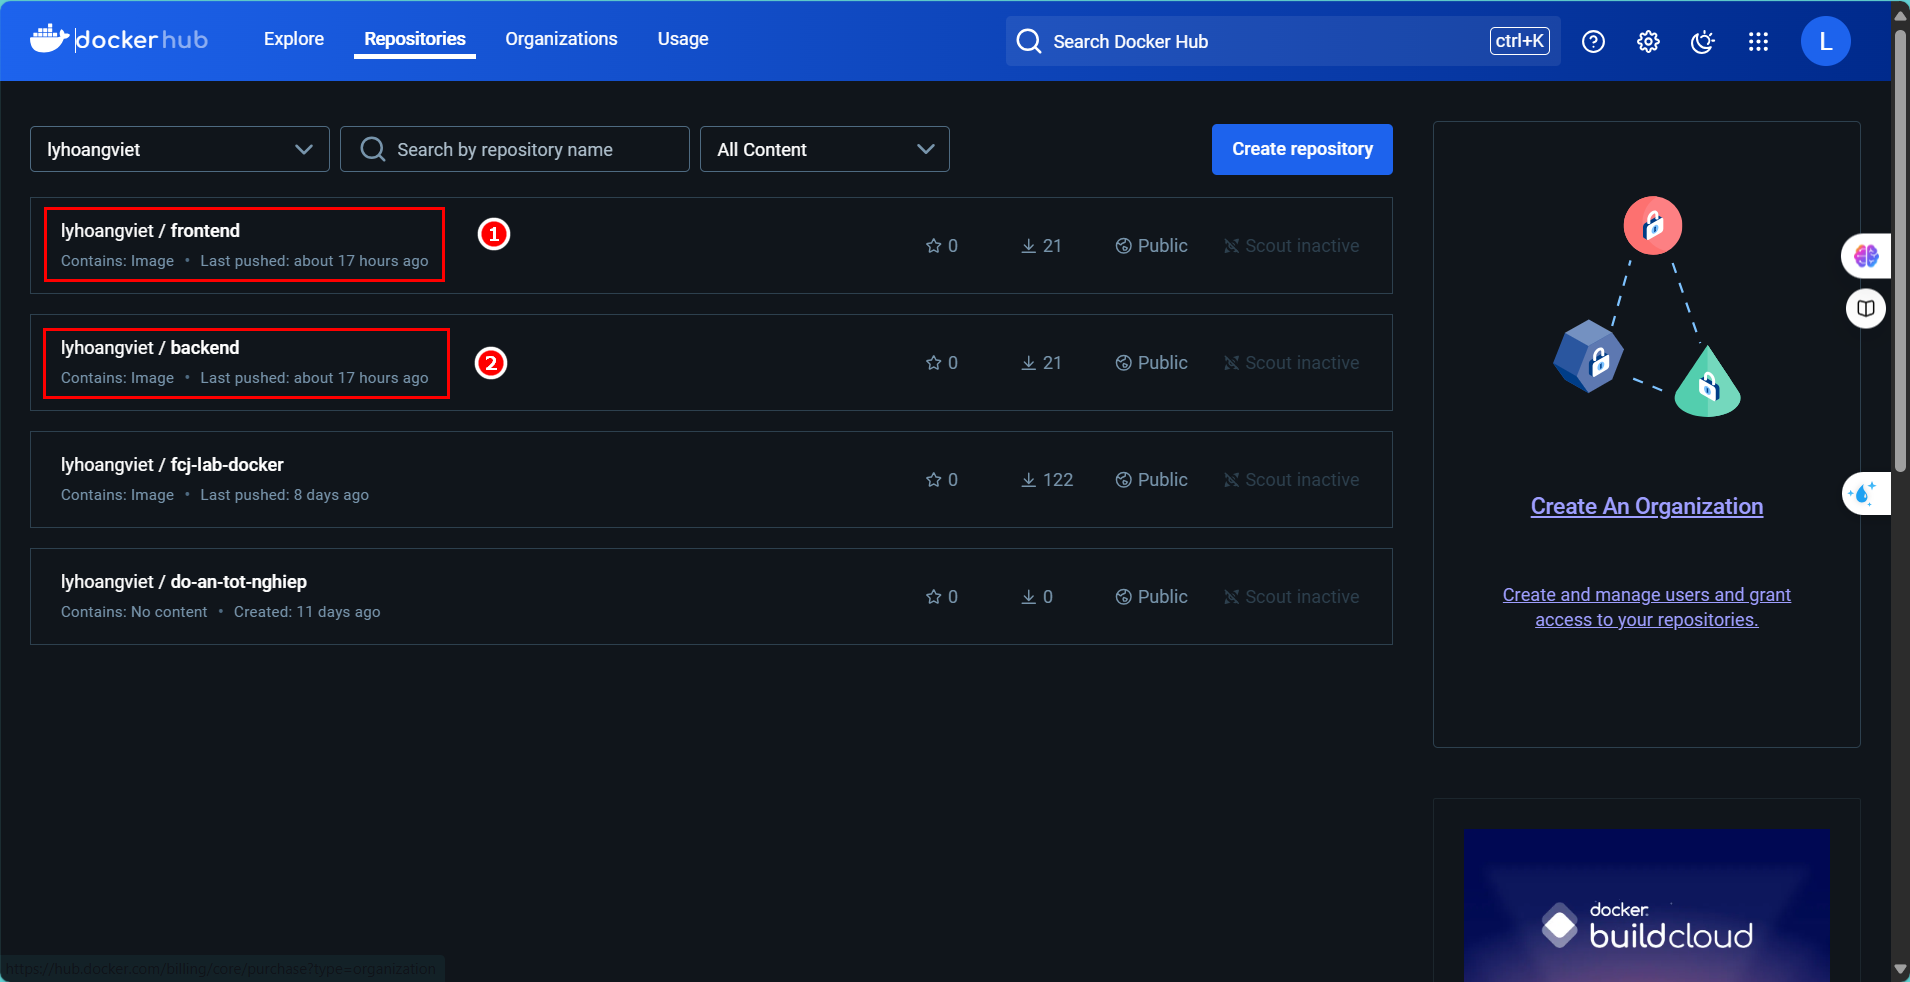 docker hub
Explore
Repositories
Organizations
Usage
Search Docker Hub
ctrl+K
L
lyhoangviet
Search by repository name
All Content
Create repository
lyhoangviet / frontend
Contains: Image • Last pushed: about 17 hours ago
1
0
21
Public
Scout inactive
lyhoangviet / backend
Contains: Image • Last pushed: about 17 hours ago
2
0
21
Public
Scout inactive
lyhoangviet / fcj-lab-docker
Contains: Image • Last pushed: 8 days ago
0
122
Public
Scout inactive
lyhoangviet / do-an-tot-nghiep
Contains: No content • Created: 11 days ago
0
0
Public
Scout inactive
Create An Organization
Create and manage users and grant
access to your repositories.
docker
build cloud
https://hub.docker.com/billing/core/purchase?type=organization